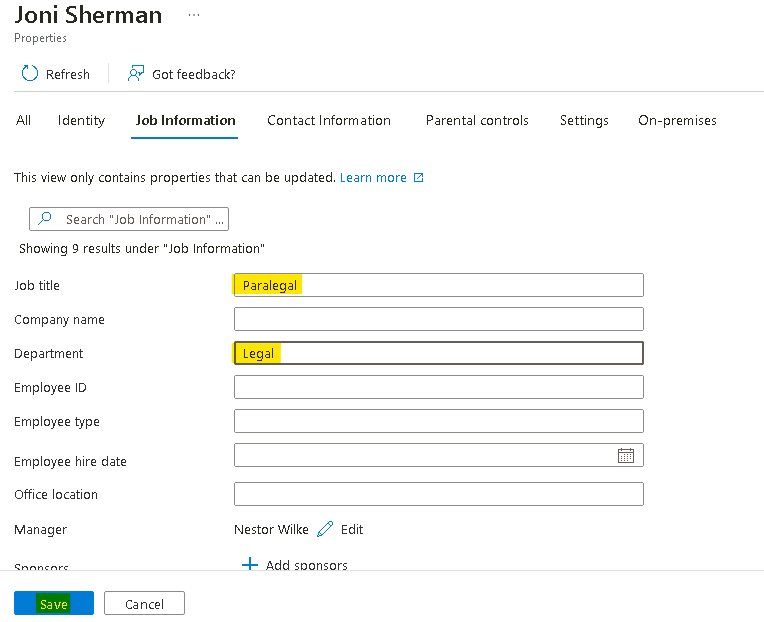 Joni Sherman ...
Properties
Refresh Got feedback?
All Identity Job Information Contact Information Parental controls Settings On-premises
This view only contains properties that can be updated. Learn more
Search "Job Information" ...
Showing 9 results under "Job Information"
Job title Paralegal
Company name
Department Legal
Employee ID
Employee type
Employee hire date
Office location
Manager Nestor Wilke Edit
Sponsors Add sponsors
Save Cancel